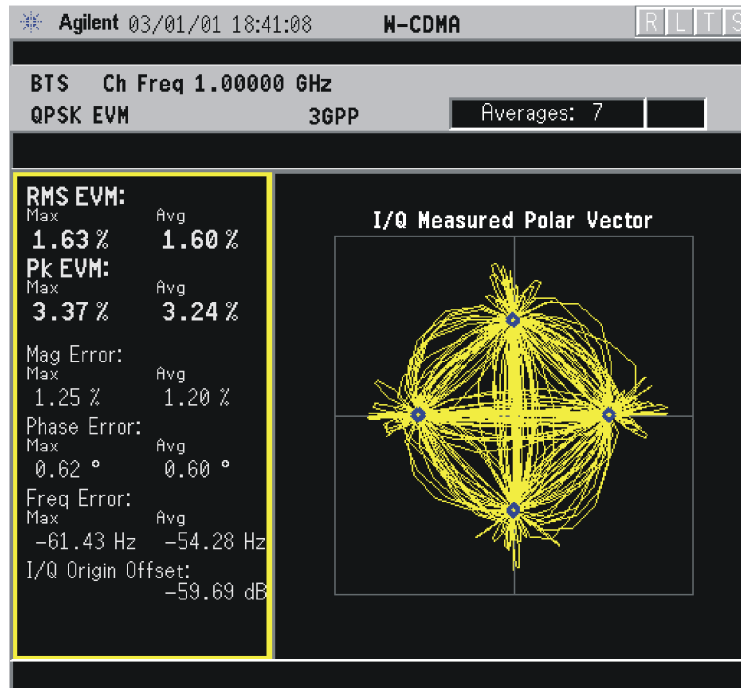 Agilent 03/01/01 18:41:08 W-CDMA R L T S
BTS Ch Freq 1.00000 GHz
QPSK EVM 3GPP Averages: 7
RMS EVM:
Max Avg
1.63 % 1.60 %
Pk EVM:
Max Avg
3.37 % 3.24 %
Mag Error:
Max Avg
1.25 % 1.20 %
Phase Error:
Max Avg
0.62 ° 0.60 °
Freq Error:
Max Avg
-61.43 Hz -54.28 Hz
I/Q Origin Offset:
-59.69 dB
I/Q Measured Polar Vector